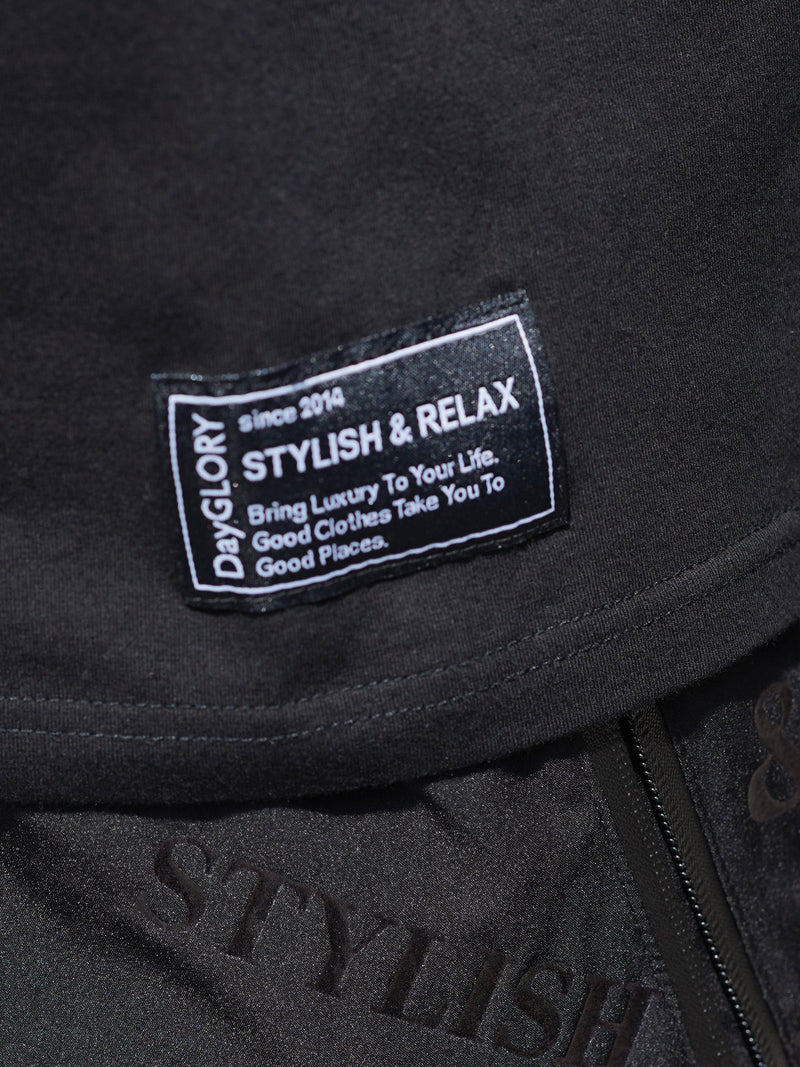 DayGLORY
since 2014
STYLISH & RELAX
Bring Luxury To Your Life.
Good Clothes Take You To
Good Places.
&
STYLISH